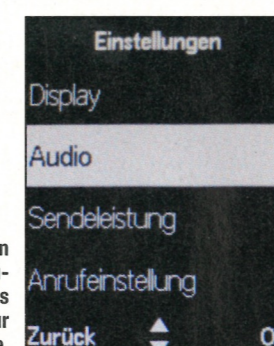 Einstellungen
Display
Audio
Sendeleistung
Anrufeinstellung
Zurück